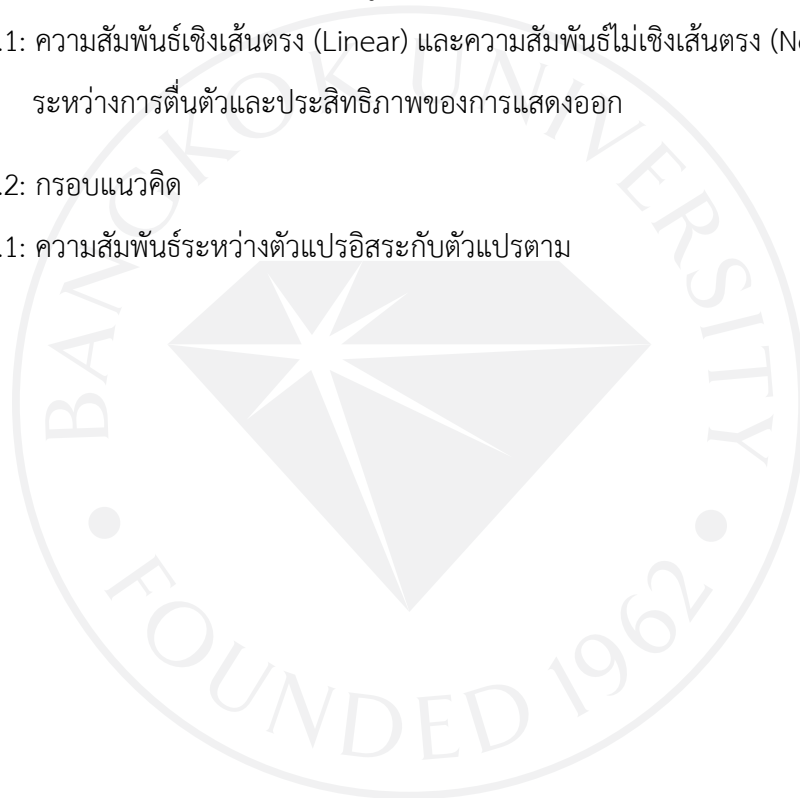 .1: ความสัมพันธ์เชิงเส้นตรง (Linear) และความสัมพันธ์ไม่เชิงเส้นตรง (N
ระหว่างการตื่นตัวและประสิทธิภาพของการแสดงออก
.2: กรอบแนวคิด
.1: ความสัมพันธ์ระหว่างตัวแปรอิสระกับตัวแปรตาม
BANGKOK UNIVERSITY
FOUNDED 1962